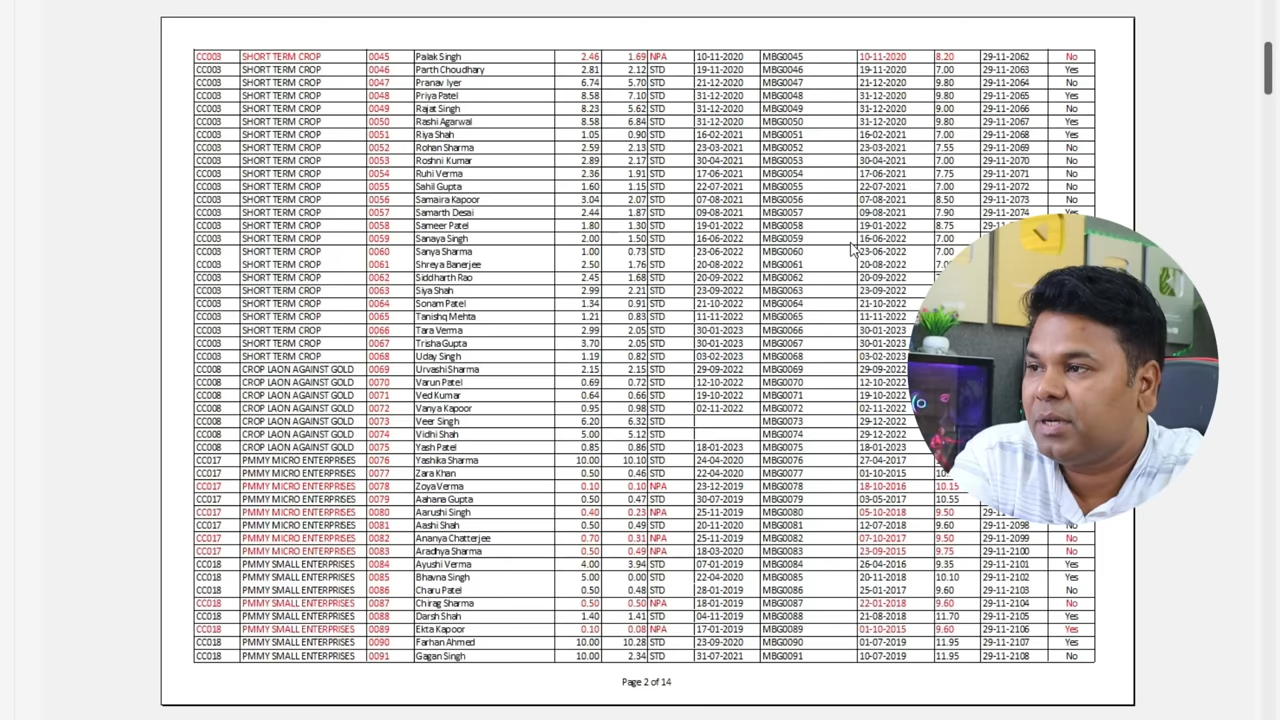 CC003 SHORT TERM CROP 0045 Palak Singh 2.46 1.69 NPA 10-11-2020 MBG0045 10-11-2020 8.20 29-11-2062 No
CC003 SHORT TERM CROP 0046 Parth Choudhary 2.81 2.12 STD 19-11-2020 MBG0046 19-11-2020 7.00 29-11-2063 Yes
CC003 SHORT TERM CROP 0047 Pranav Iyer 6.74 5.70 STD 21-12-2020 MBG0047 21-12-2020 9.80 29-11-2064 No
CC003 SHORT TERM CROP 0048 Priya Patel 8.58 7.10 STD 31-12-2020 MBG0048 31-12-2020 9.80 29-11-2065 Yes
CC003 SHORT TERM CROP 0049 Rajat Singh 8.23 5.62 STD 31-12-2020 MBG0049 31-12-2020 9.00 29-11-2066 No
CC003 SHORT TERM CROP 0050 Rashi Agarwal 8.58 6.84 STD 31-12-2020 MBG0050 31-12-2020 9.80 29-11-2067 Yes
CC003 SHORT TERM CROP 0051 Riya Shah 1.05 0.90 STD 16-02-2021 MBG0051 16-02-2021 7.00 29-11-2068 Yes
CC003 SHORT TERM CROP 0052 Rohan Sharma 2.59 2.13 STD 23-03-2021 MBG0052 23-03-2021 7.55 29-11-2069 No
CC003 SHORT TERM CROP 0053 Roshni Kumar 2.89 2.17 STD 30-04-2021 MBG0053 30-04-2021 7.00 29-11-2070 No
CC003 SHORT TERM CROP 0054 Ruhi Verma 2.36 1.91 STD 17-06-2021 MBG0054 17-06-2021 7.75 29-11-2071 No
CC003 SHORT TERM CROP 0055 Sahil Gupta 1.60 1.15 STD 22-07-2021 MBG0055 22-07-2021 7.00 29-11-2072 No
CC003 SHORT TERM CROP 0056 Samaira Kapoor 3.04 2.07 STD 07-08-2021 MBG0056 07-08-2021 8.50 29-11-2073 No
CC003 SHORT TERM CROP 0057 Samarth Desai 2.44 1.87 STD 09-08-2021 MBG0057 09-08-2021 7.90 29-11-2074 Yes
CC003 SHORT TERM CROP 0058 Sameer Patel 1.80 1.30 STD 19-01-2022 MBG0058 19-01-2022 8.75
CC003 SHORT TERM CROP 0059 Sanaya Singh 2.00 1.50 STD 16-06-2022 MBG0059 16-06-2022 7.00
CC003 SHORT TERM CROP 0060 Sanya Sharma 1.00 0.73 STD 23-06-2022 MBG0060 23-06-2022 7.00
CC003 SHORT TERM CROP 0061 Shreya Banerjee 2.50 1.76 STD 20-08-2022 MBG0061 20-08-2022
CC003 SHORT TERM CROP 0062 Siddharth Rao 2.45 1.68 STD 20-09-2022 MBG0062
CC003 SHORT TERM CROP 0063 Siya Shah 2.99 2.21 STD 23-09-2022 MBG0063 23-09-2022
CC003 SHORT TERM CROP 0064 Sonam Patel 1.34 0.91 STD 21-10-2022 MBG0064 21-10-2022
CC003 SHORT TERM CROP 0065 Tanishq Mehta 1.21 0.83 STD 11-11-2022 MBG0065 11-11-2022
CC003 SHORT TERM CROP 0066 Tara Verma 2.99 2.05 STD 30-01-2023 MBG0066 30-01-2023
CC003 SHORT TERM CROP 0067 Trisha Gupta 3.70 2.05 STD 30-01-2023 MBG0067 30-01-2023
CC003 SHORT TERM CROP 0068 Uday Singh 1.19 0.82 STD 03-02-2023 MBG0068 03-02-2023
CC008 CROP LAON AGAINST GOLD 0069 Urvashi Sharma 2.15 2.15 STD 29-09-2022 MBG0069 29-09-2022
CC008 CROP LAON AGAINST GOLD 0070 Varun Patel 0.69 0.72 STD 12-10-2022 MBG0070 12-10-2022
CC008 CROP LAON AGAINST GOLD 0071 Ved Kumar 0.64 0.66 STD 19-10-2022 MBG0071 19-10-2022
CC008 CROP LAON AGAINST GOLD 0072 Vanya Kapoor 0.95 0.98 STD 02-11-2022 MBG0072 02-11-2022
CC008 CROP LAON AGAINST GOLD 0073 Veer Singh 6.20 6.32 STD MBG0073 29-12-2022
CC008 CROP LAON AGAINST GOLD 0074 Vidhi Shah 5.00 5.12 STD MBG0074 29-12-2022
CC008 CROP LAON AGAINST GOLD 0075 Yash Patel 0.85 0.86 STD 18-01-2023 MBG0075 18-01-2023
CC017 PMMY MICRO ENTERPRISES 0076 Yashika Sharma 10.00 10.10 STD 24-04-2020 MBG0076 27-04-2017
CC017 PMMY MICRO ENTERPRISES 0077 Zara Khan 0.50 0.46 STD 22-04-2020 MBG0077 01-10-2015
CC017 PMMY MICRO ENTERPRISES 0078 Zoya Verma 0.10 0.10 NPA 23-12-2019 MBG0078 18-10-2016 10.15
CC017 PMMY MICRO ENTERPRISES 0079 Aahana Gupta 0.50 0.47 STD 30-07-2019 MBG0079 03-05-2017 10.55
CC017 PMMY MICRO ENTERPRISES 0080 Aarushi Singh 0.40 0.23 NPA 25-11-2019 MBG0080 05-10-2018 9.50
CC017 PMMY MICRO ENTERPRISES 0081 Aashi Shah 0.50 0.49 STD 20-11-2020 MBG0081 12-07-2018 9.60 29-11-2098 No
CC017 PMMY MICRO ENTERPRISES 0082 Ananya Chatterjee 0.70 0.31 NPA 25-11-2019 MBG0082 07-10-2017 9.50 29-11-2099 No
CC017 PMMY MICRO ENTERPRISES 0083 Aradhya Sharma 0.50 0.49 NPA 18-03-2020 MBG0083 23-09-2015 9.75 29-11-2100 No
CC018 PMMY SMALL ENTERPRISES 0084 Ayushi Verma 4.00 3.94 STD 07-01-2019 MBG0084 26-04-2016 9.35 29-11-2101 Yes
CC018 PMMY SMALL ENTERPRISES 0085 Bhavna Singh 5.00 0.00 STD 22-04-2020 MBG0085 20-11-2018 10.10 29-11-2102 Yes
CC018 PMMY SMALL ENTERPRISES 0086 Charu Patel 0.50 0.48 STD 28-01-2019 MBG0086 25-01-2017 9.60 29-11-2103 No
CC018 PMMY SMALL ENTERPRISES 0087 Chirag Sharma 0.50 0.50 NPA 18-01-2019 MBG0087 22-01-2018 9.60 29-11-2104 No
CC018 PMMY SMALL ENTERPRISES 0088 Darsh Shah 1.40 1.41 STD 04-11-2019 MBG0088 21-08-2018 11.70 29-11-2105 Yes
CC018 PMMY SMALL ENTERPRISES 0089 Ekta Kapoor 0.10 0.08 NPA 17-01-2019 MBG0089 01-10-2015 9.60 29-11-2106 Yes
CC018 PMMY SMALL ENTERPRISES 0090 Farhan Ahmed 10.00 10.28 STD 23-09-2020 MBG0090 01-07-2019 11.95 29-11-2107 Yes
CC018 PMMY SMALL ENTERPRISES 0091 Gagan Singh 10.00 2.34 STD 31-07-2021 MBG0091 10-07-2019 11.95 29-11-2108 No
Page 2 of 14